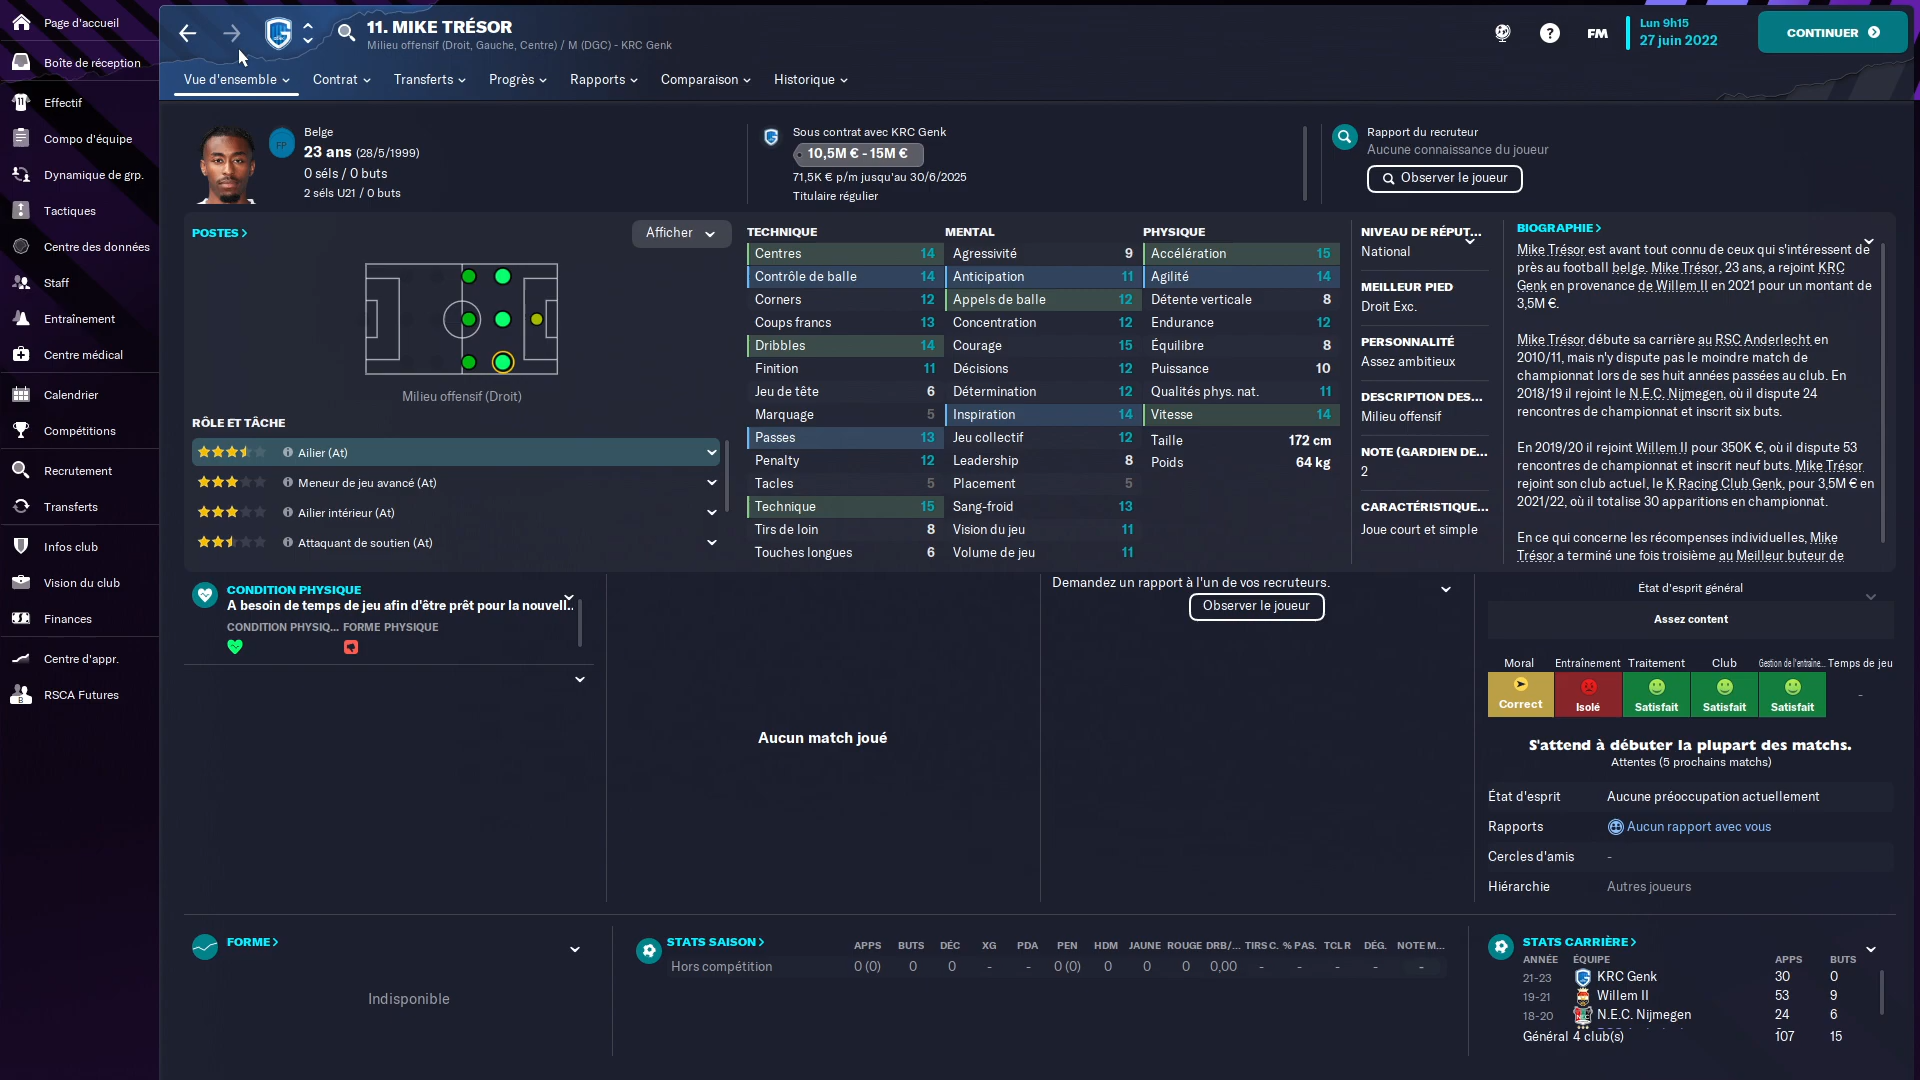 Page d'accueil
Boîte de réception
Effectif
Compo d'équipe
Dynamique de grp.
Tactiques
Centre des données
Staff
Entraînement
Centre médical
Calendrier
Compétitions
Recrutement
Transferts
Infos club
Vision du club
Finances
Centre d'appr.
RSCA Futures
11. MIKE TRÉSOR
Milieu offensif (Droit, Gauche, Centre) / M (DGC) - KRC Genk
FM
Lun 9h15
27 juin 2022
CONTINUER
Vue d'ensemble
Contrat
Transferts
Progrès
Rapports
Comparaison
Historique
FP
Belge
23 ans (28/5/1999)
0 séls / 0 buts
2 séls U21 / 0 buts
Sous contrat avec KRC Genk
10,5M € - 15M €
71,5K € p/m jusqu'au 30/6/2025
Titulaire régulier
Rapport du recruteur
Aucune connaissance du joueur
Observer le joueur
POSTES
Afficher
Milieu offensif (Droit)
RÔLE ET TÂCHE
Ailier (At)
Meneur de jeu avancé (At)
Ailier intérieur (At)
Attaquant de soutien (At)
TECHNIQUE
Centres 14
Contrôle de balle 14
Corners 12
Coups francs 13
Dribbles 14
Finition 11
Jeu de tête 6
Marquage 5
Passes 13
Penalty 12
Tacles 5
Technique 15
Tirs de loin 8
Touches longues 6
MENTAL
Agressivité 9
Anticipation 11
Appels de balle 12
Concentration 12
Courage 15
Décisions 12
Détermination 12
Inspiration 14
Jeu collectif 12
Leadership 8
Placement 5
Sang-froid 13
Vision du jeu 11
Volume de jeu 11
PHYSIQUE
Accélération 15
Agilité 14
Détente verticale 8
Endurance 12
Équilibre 8
Puissance 10
Qualités phys. nat. 11
Vitesse 14
Taille 172 cm
Poids 64 kg
NIVEAU DE RÉPUT...
National
MEILLEUR PIED
Droit Exc.
PERSONNALITÉ
Assez ambitieux
DESCRIPTION DES...
Milieu offensif
NOTE (GARDIEN DE...
2
CARACTÉRISTIQUE...
Joue court et simple
BIOGRAPHIE
Mike Trésor est avant tout connu de ceux qui s'intéressent de
près au football belge. Mike Trésor, 23 ans, a rejoint KRC
Genk en provenance de Willem II en 2021 pour un montant de
3,5M €.
Mike Trésor débute sa carrière au RSC Anderlecht en
2010/11, mais n'y dispute pas le moindre match de
championnat lors de ses huit années passées au club. En
2018/19 il rejoint le N.E.C. Nijmegen, où il dispute 24
rencontres de championnat et inscrit six buts.
En 2019/20 il rejoint Willem II pour 350K €, où il dispute 53
rencontres de championnat et inscrit neuf buts. Mike Trésor
rejoint son club actuel, le K Racing Club Genk, pour 3,5M € en
2021/22, où il totalise 30 apparitions en championnat.
En ce qui concerne les récompenses individuelles, Mike
Trésor a terminé une fois troisième au Meilleur buteur de
CONDITION PHYSIQUE
A besoin de temps de jeu afin d'être prêt pour la nouvell...
CONDITION PHYSIQ... FORME PHYSIQUE
Aucun match joué
Demandez un rapport à l'un de vos recruteurs.
Observer le joueur
État d'esprit général
Assez content
Moral Entraînement Traitement Club Gestion de l'entraîne... Temps de jeu
Correct Isolé Satisfait Satisfait Satisfait -
S'attend à débuter la plupart des matchs.
Attentes (5 prochains matchs)
État d'esprit Aucune préoccupation actuellement
Rapports Aucun rapport avec vous
Cercles d'amis -
Hiérarchie Autres joueurs
FORME
Indisponible
STATS SAISON
APPS BUTS DÉC XG PDA PEN HDM JAUNE ROUGE DRB/... TIRS C. % PAS. TCL R DÉG. NOTE M...
Hors compétition 0 (0) 0 0 - - 0 (0) 0 0 0 0,00 - - - - -
STATS CARRIÈRE
ANNÉE ÉQUIPE APPS BUTS
21-23 KRC Genk 30 0
19-21 Willem II 53 9
18-20 N.E.C. Nijmegen 24 6
Général 4 club(s) 107 15